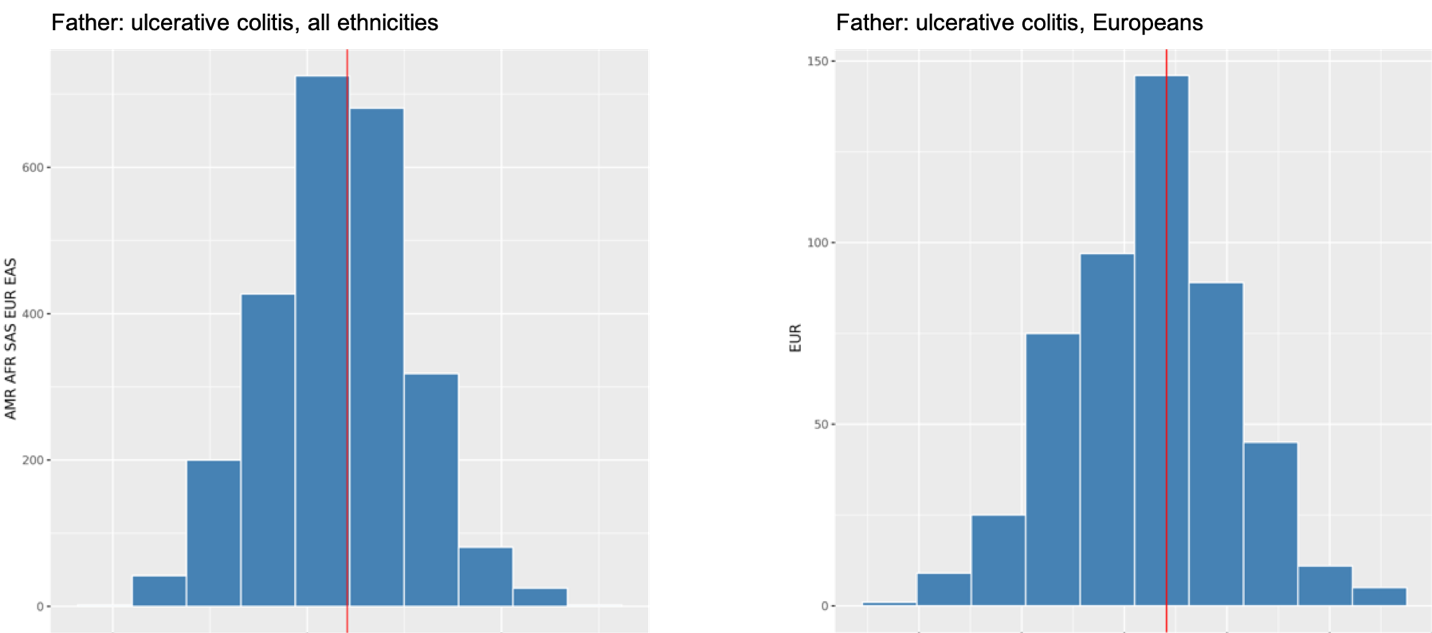 Father: ulcerative colitis, all ethnicities
600
400
200
0
AMR AFR SAS EUR EAS
Father: ulcerative colitis, Europeans
150
100
50
0
EUR